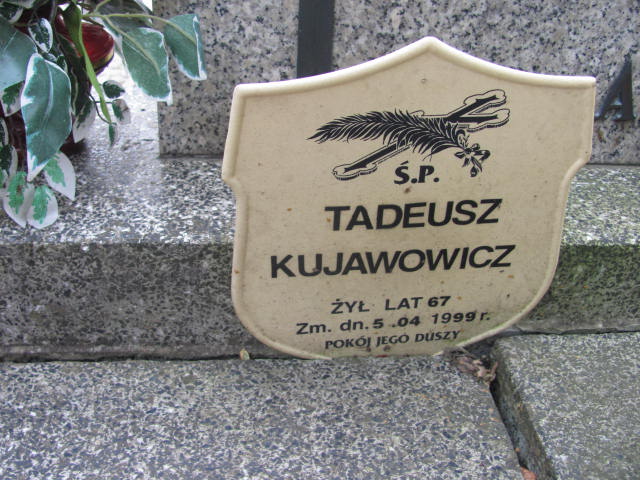 Ś.P.
TADEUSZ
KUJAWOWICZ
ŻYŁ LAT 67
Zm. dn. 5.04 1999 r.
POKÓJ JEGO DUSZY
A